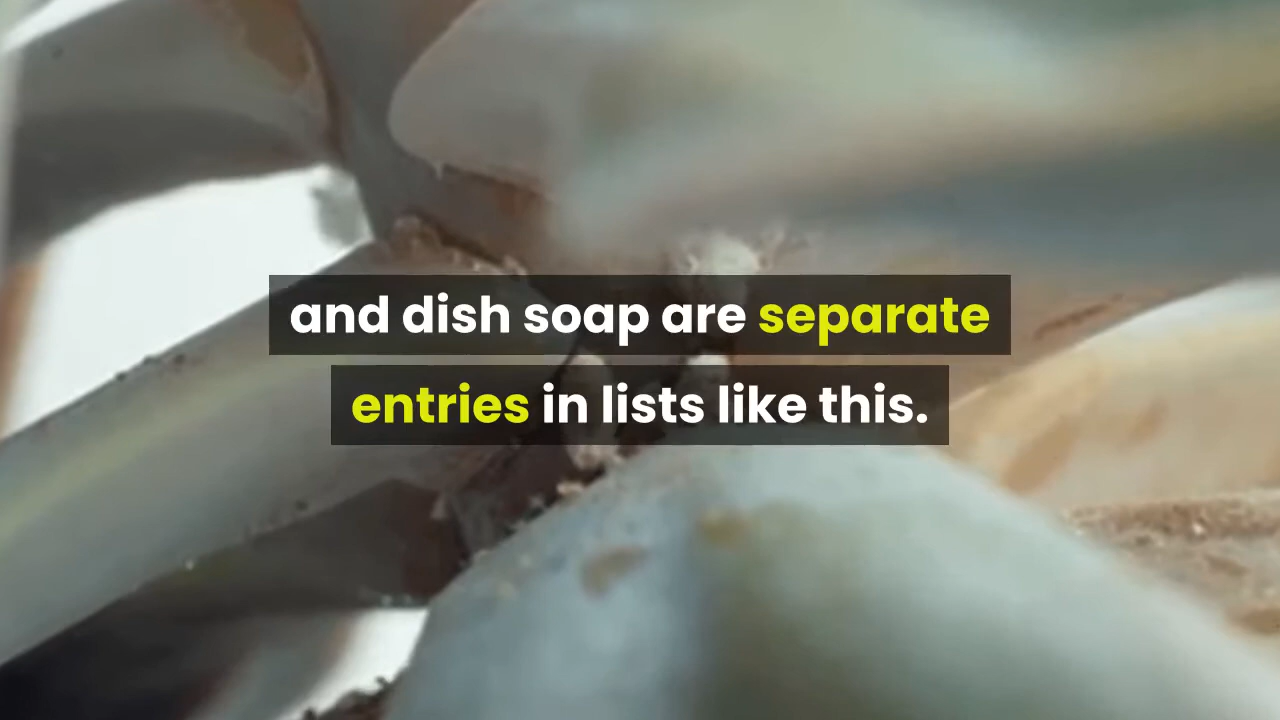 and dish soap are separate
entries in lists like this.